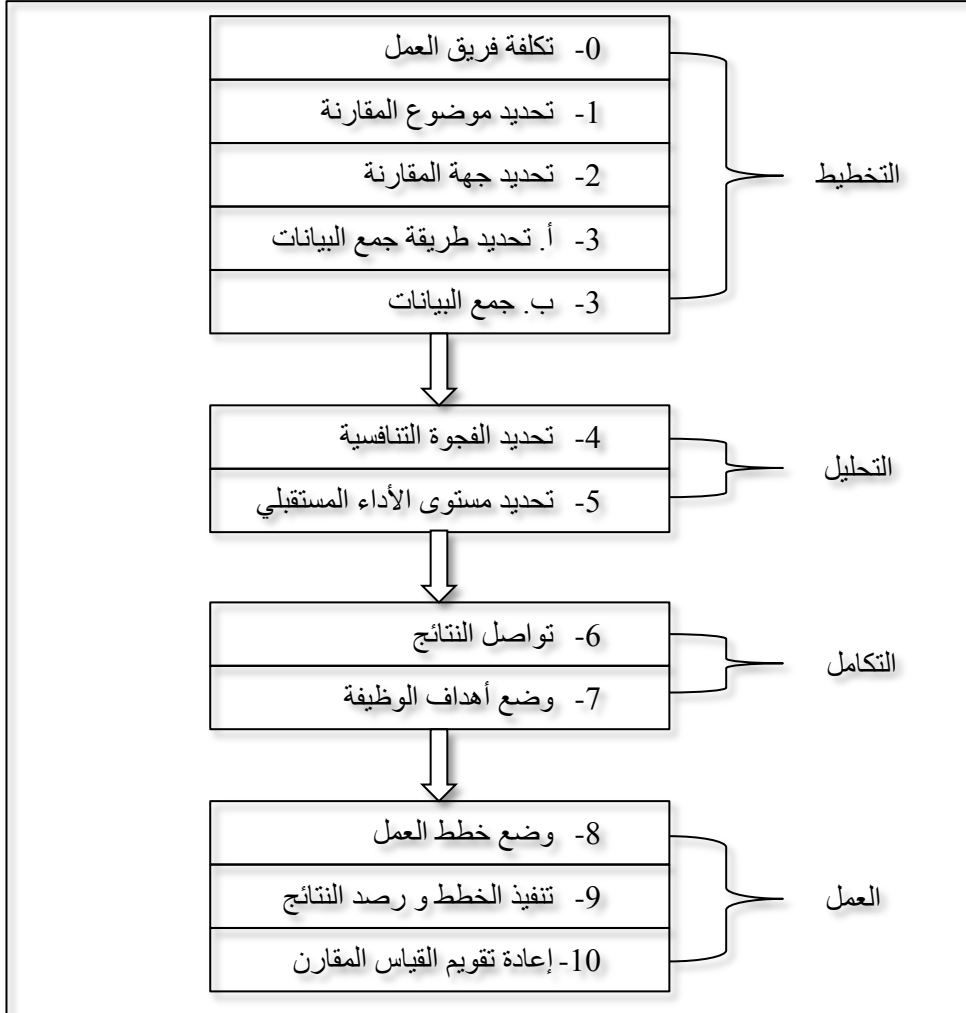 0- تكلفة فريق العمل
1- تحديد موضوع المقارنة
2- تحديد جهة المقارنة
3- أ. تحديد طريقة جمع البيانات
3- ب. جمع البيانات
التخطيط
4- تحديد الفجوة التنافسية
5- تحديد مستوى الأداء المستقبلي
التحليل
6- تواصل النتائج
7- وضع أهداف الوظيفة
التكامل
8- وضع خطط العمل
9- تنفيذ الخطط و رصد النتائج
10- إعادة تقويم القياس المقارن
العمل